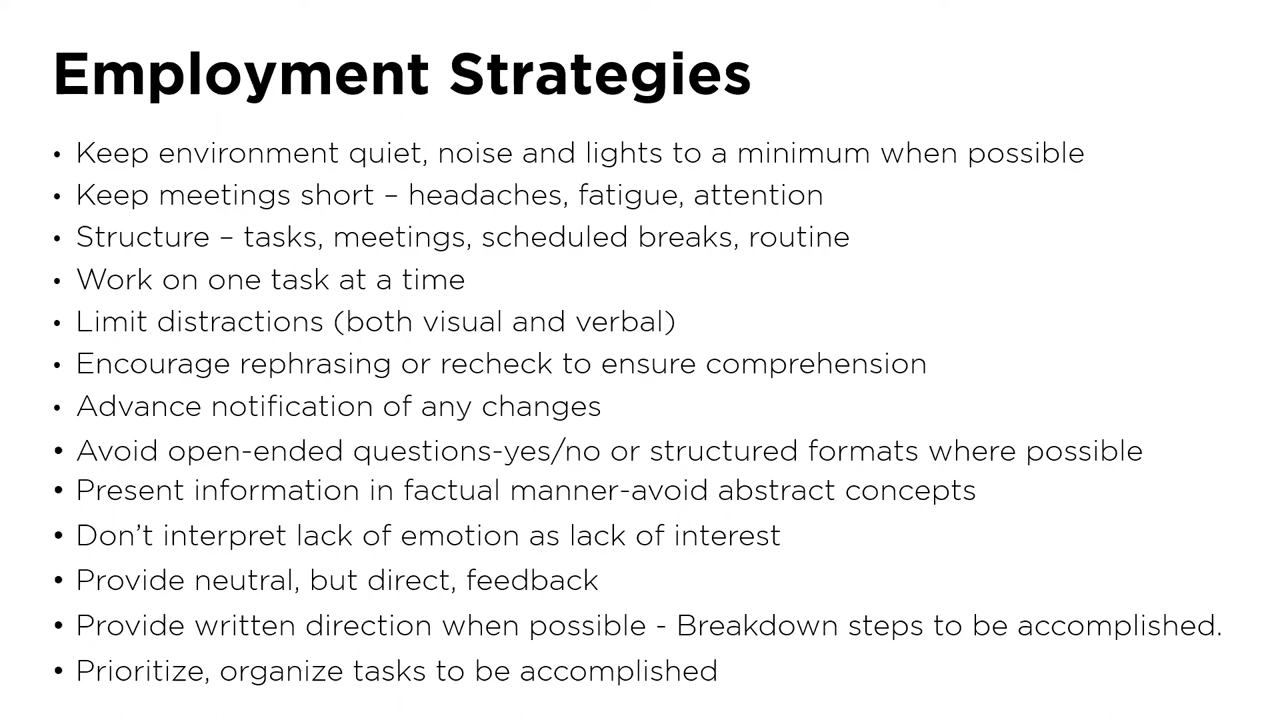 Employment Strategies
• Keep environment quiet, noise and lights to a minimum when possible
• Keep meetings short – headaches, fatigue, attention
• Structure – tasks, meetings, scheduled breaks, routine
• Work on one task at a time
• Limit distractions (both visual and verbal)
• Encourage rephrasing or recheck to ensure comprehension
• Advance notification of any changes
• Avoid open-ended questions-yes/no or structured formats where possible
• Present information in factual manner-avoid abstract concepts
• Don’t interpret lack of emotion as lack of interest
• Provide neutral, but direct, feedback
• Provide written direction when possible - Breakdown steps to be accomplished.
• Prioritize, organize tasks to be accomplished